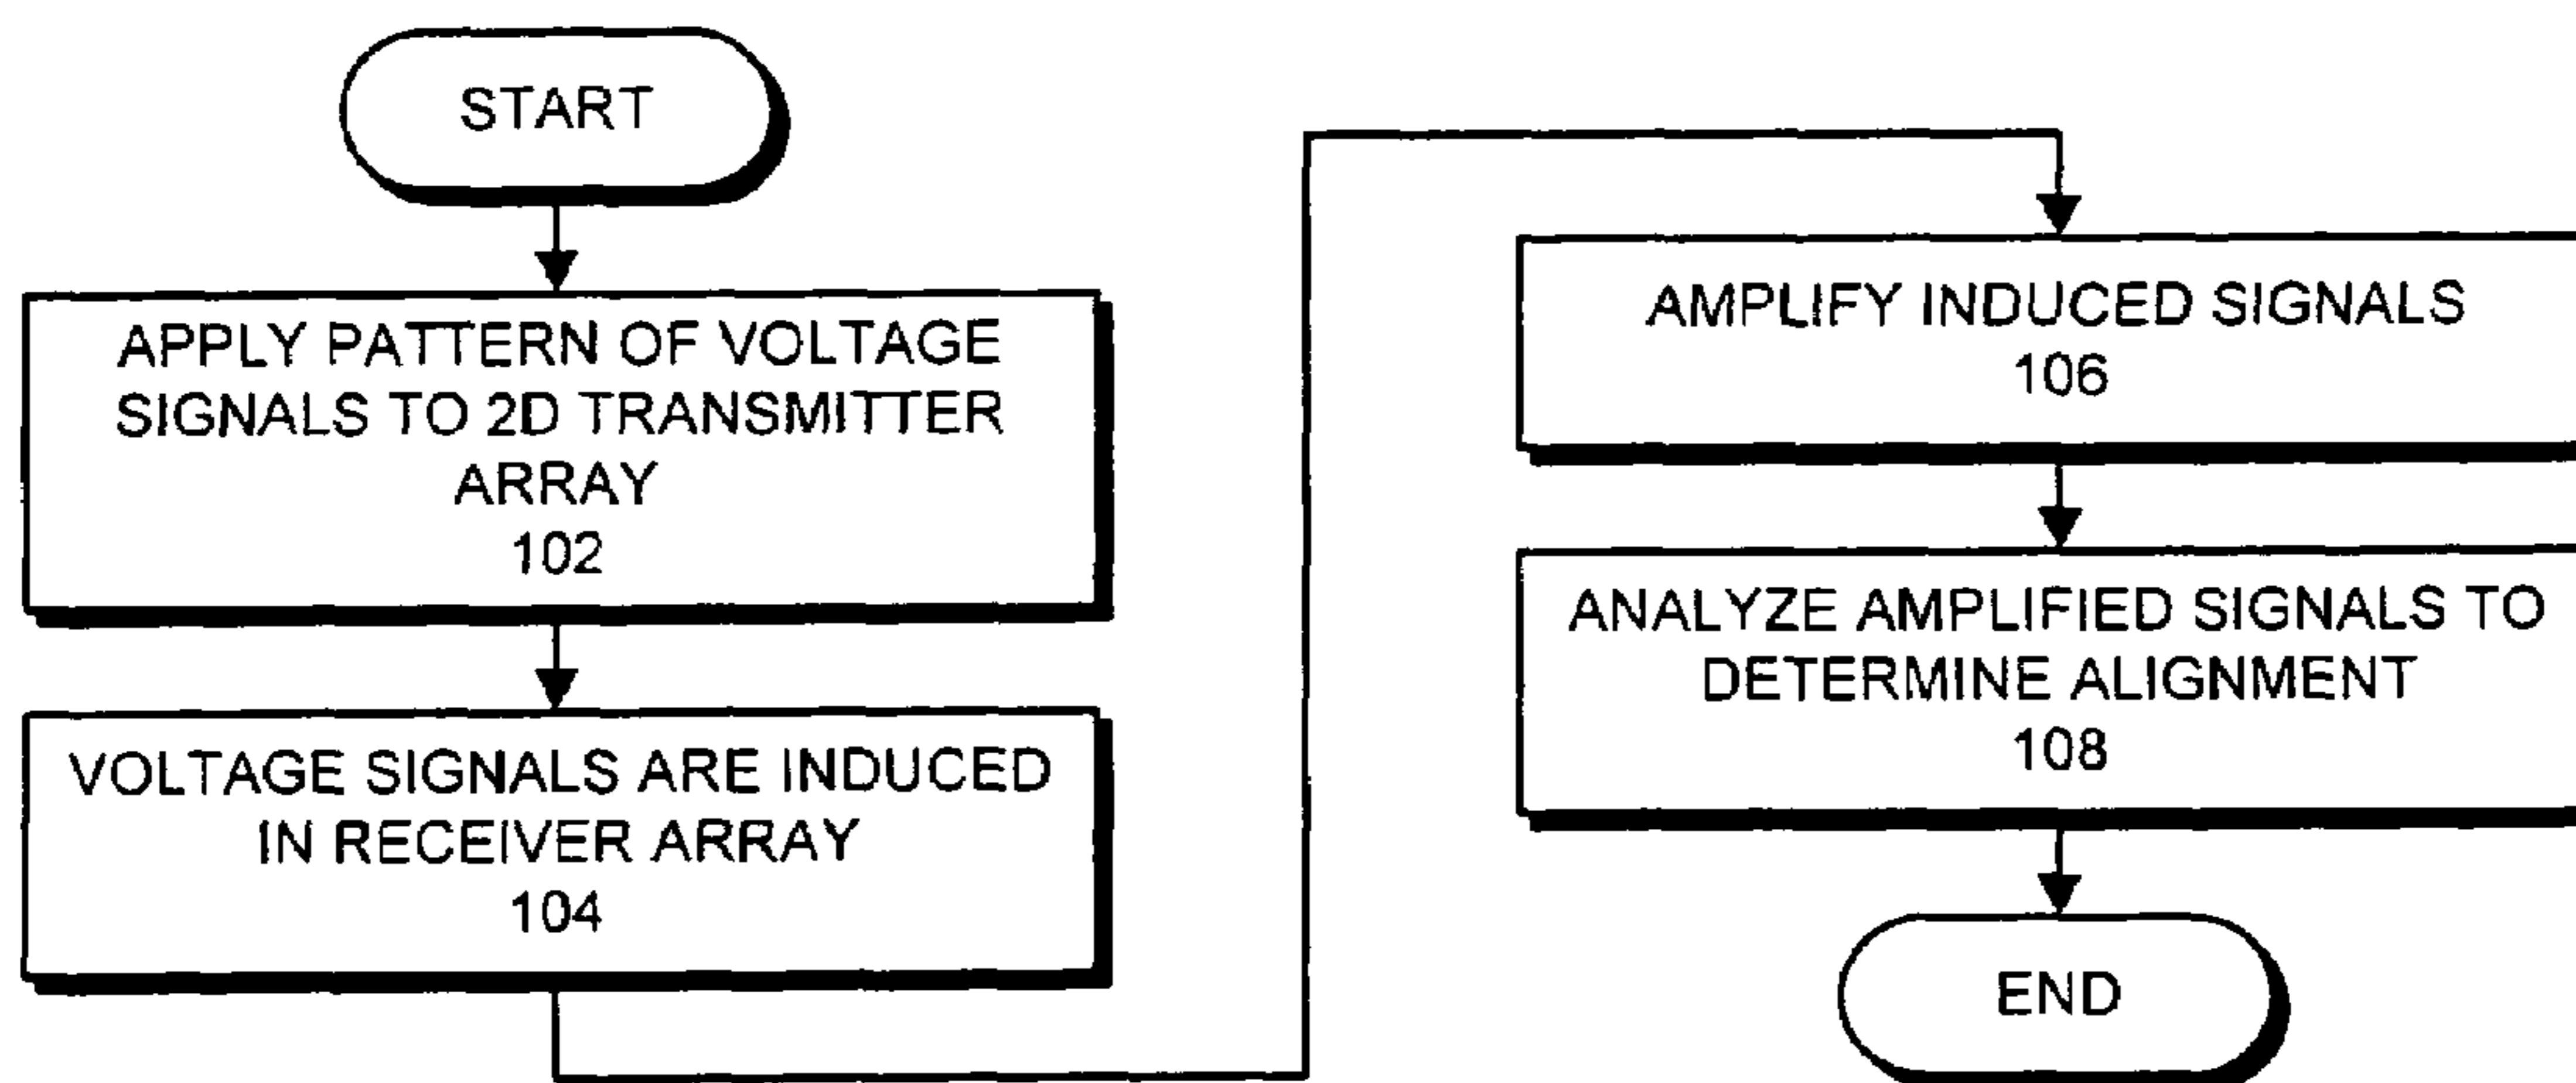 START
APPLY PATTERN OF VOLTAGE
SIGNALS TO 2D TRANSMITTER
ARRAY
102
VOLTAGE SIGNALS ARE INDUCED
IN RECEIVER ARRAY
104
AMPLIFY INDUCED SIGNALS
106
ANALYZE AMPLIFIED SIGNALS TO
DETERMINE ALIGNMENT
108
END